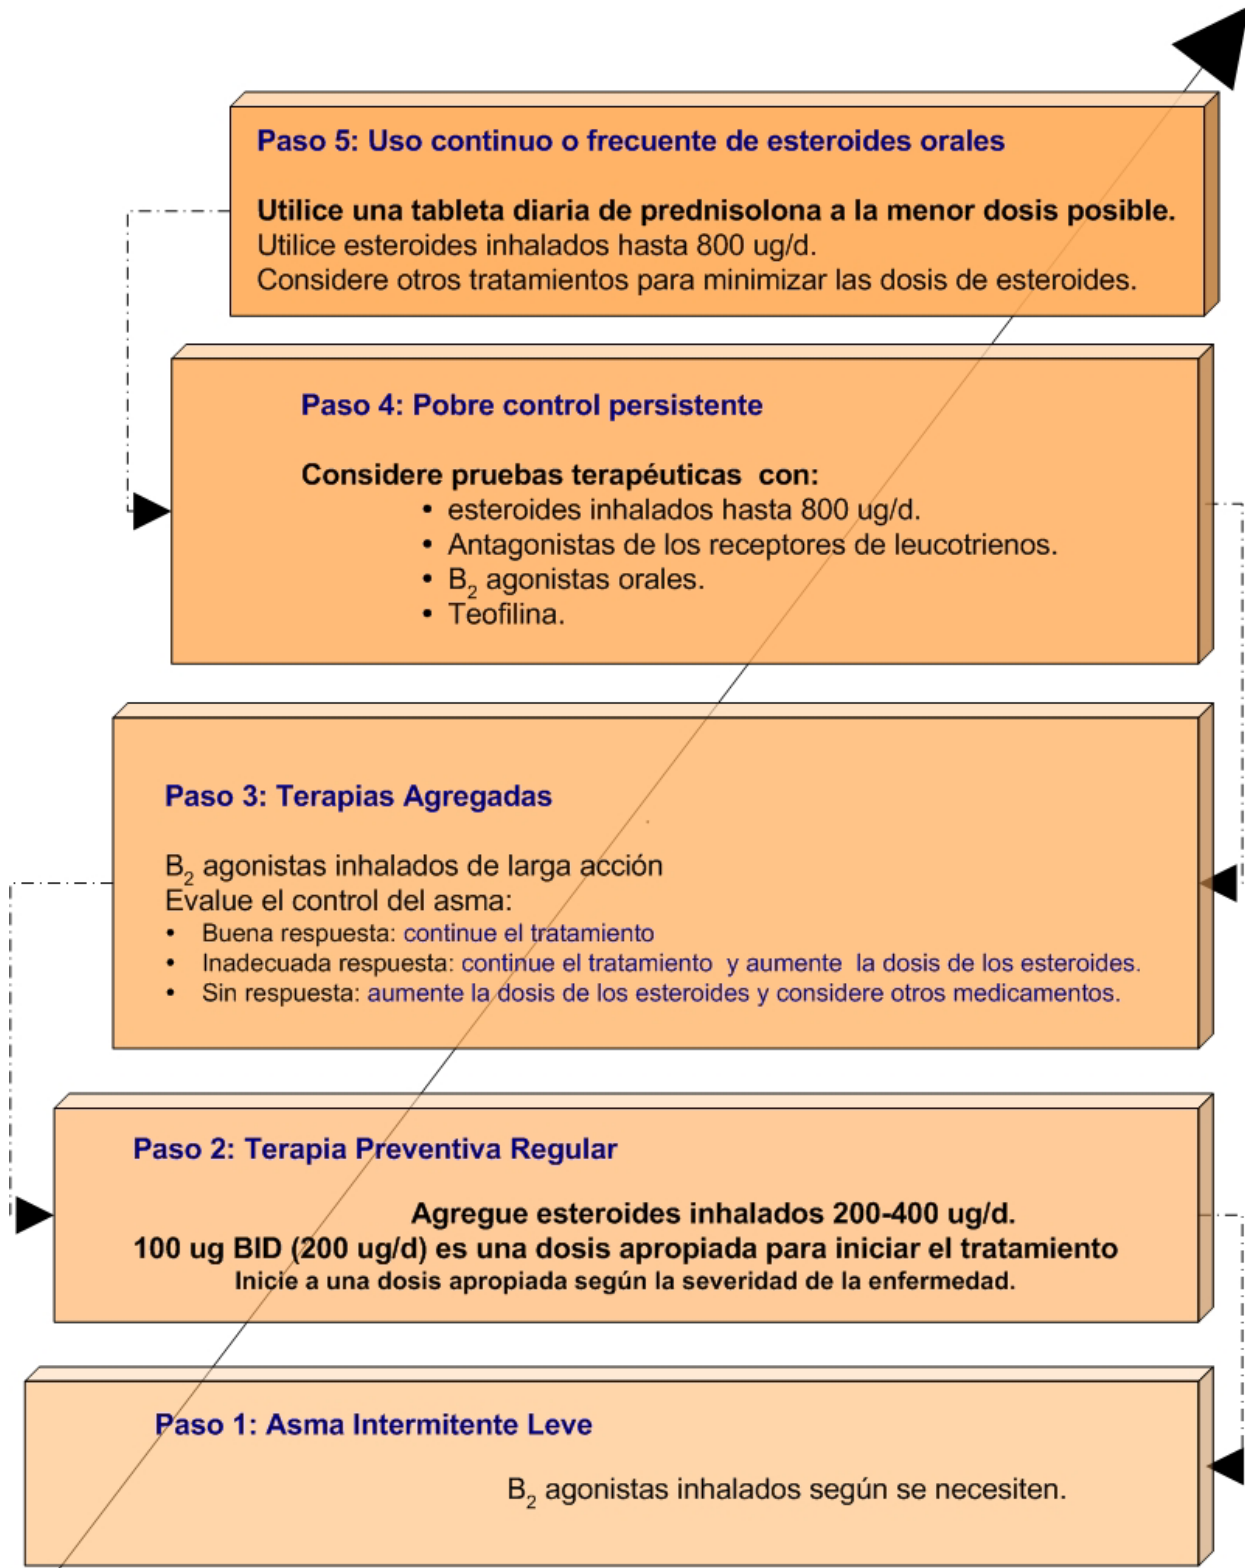 Paso 5: Uso continuo o frecuente de esteroides orales
Utilice una tableta diaria de prednisolona a la menor dosis posible.
Utilice esteroides inhalados hasta 800 ug/d.
Considere otros tratamientos para minimizar las dosis de esteroides.
Paso 4: Pobre control persistente
Considere pruebas terapéuticas con:
• esteroides inhalados hasta 800 ug/d.
• Antagonistas de los receptores de leucotrienos.
• B₂ agonistas orales.
• Teofilina.
Paso 3: Terapias Agregadas
B₂ agonistas inhalados de larga acción
Evalue el control del asma:
• Buena respuesta: continue el tratamiento
• Inadecuada respuesta: continue el tratamiento y aumente la dosis de los esteroides.
• Sin respuesta: aumente la dosis de los esteroides y considere otros medicamentos.
Paso 2: Terapia Preventiva Regular
Agregue esteroides inhalados 200-400 ug/d.
100 ug BID (200 ug/d) es una dosis apropiada para iniciar el tratamiento
Inicie a una dosis apropiada según la severidad de la enfermedad.
Paso 1: Asma Intermitente Leve
B₂ agonistas inhalados según se necesiten.